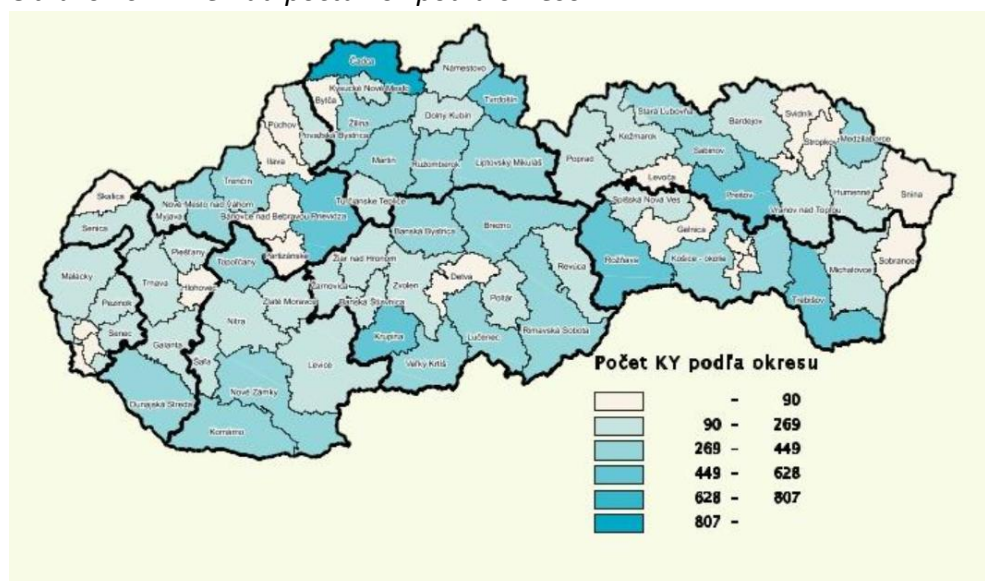 Čadca
Námestovo
Kysucké Nové Mesto
Tvrdošín
Bytča
Dolný Kubín
Žilina
Púchov
Považská Bystrica
Ilava
Martin
Ružomberok
Liptovský Mikuláš
Stará Ľubovňa
Bardejov
Svidník
Stropkov
Medzilaborce
Kežmarok
Sabinov
Poprad
Levoča
Prešov
Humenné
Snina
Vranov nad Topľou
Trenčín
Skalica
Nové Mesto nad Váhom
Myjava
Bánovce nad Bebravou
Prievidza
Turčianske Teplice
Spišská Nová Ves
Gelnica
Senica
Partizánske
Banská Bystrica
Brezno
Rožňava
Košice - okolie
Sobrance
Michalovce
Trebišov
Piešťany
Topoľčany
Žiar nad Hronom
Revúca
Malacky
Trnava
Hlohovec
Zlaté Moravce
Žarnovica
Zvolen
Detva
Poltár
Pezinok
Banská Štiavnica
Nitra
Senec
Galanta
Krupina
Lučenec
Rimavská Sobota
Šaľa
Levice
Veľký Krtíš
Dunajská Streda
Nové Zámky
Komárno
Počet KY podľa okresu
- 90
90 - 269
269 - 449
449 - 628
628 - 807
807 -